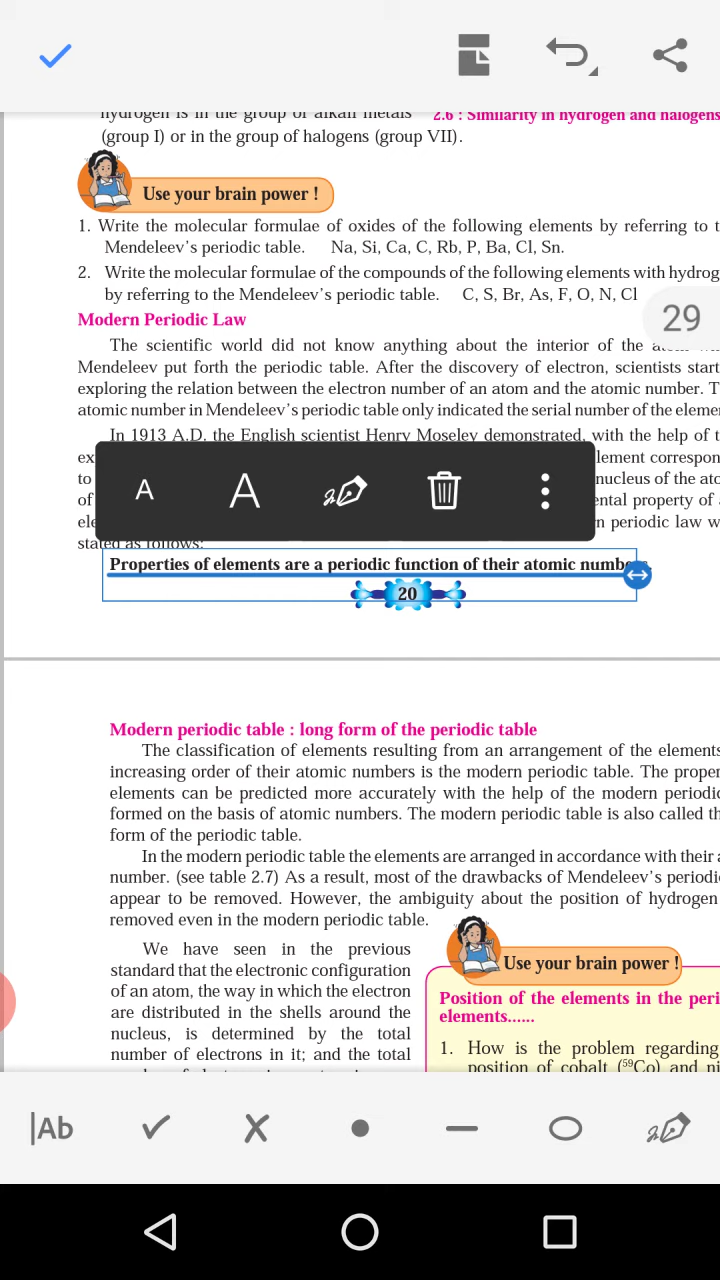 (group I) or in the group of halogens (group VII).
2.6 : Similarity in hydrogen and halogens
Use your brain power !
1. Write the molecular formulae of oxides of the following elements by referring to
Mendeleev's periodic table. Na, Si, Ca, C, Rb, P, Ba, Cl, Sn.
2. Write the molecular formulae of the compounds of the following elements with hydrog
by referring to the Mendeleev's periodic table. C, S, Br, As, F, O, N, Cl
29
Modern Periodic Law
The scientific world did not know anything about the interior of the
Mendeleev put forth the periodic table. After the discovery of electron, scientists start
exploring the relation between the electron number of an atom and the atomic number. T
atomic number in Mendeleev's periodic table only indicated the serial number of the eleme
In 1913 A.D. the English scientist Henry Moseley demonstrated, with the help of t
ex lement correspon
to nucleus of the ato
of ental property of
ele n periodic law w
stated as follows:
A A |
Properties of elements are a periodic function of their atomic numb
20
Modern periodic table : long form of the periodic table
The classification of elements resulting from an arrangement of the elements
increasing order of their atomic numbers is the modern periodic table. The proper
elements can be predicted more accurately with the help of the modern periodic
formed on the basis of atomic numbers. The modern periodic table is also called th
form of the periodic table.
In the modern periodic table the elements are arranged in accordance with their a
number. (see table 2.7) As a result, most of the drawbacks of Mendeleev's periodi
appear to be removed. However, the ambiguity about the position of hydrogen
removed even in the modern periodic table.
We have seen in the previous
standard that the electronic configuration
of an atom, the way in which the electron
are distributed in the shells around the
nucleus, is determined by the total
number of electrons in it; and the total
Use your brain power !
Position of the elements in the peri
elements......
1. How is the problem regarding
position of cobalt (⁵⁹Co) and ni
|Ab